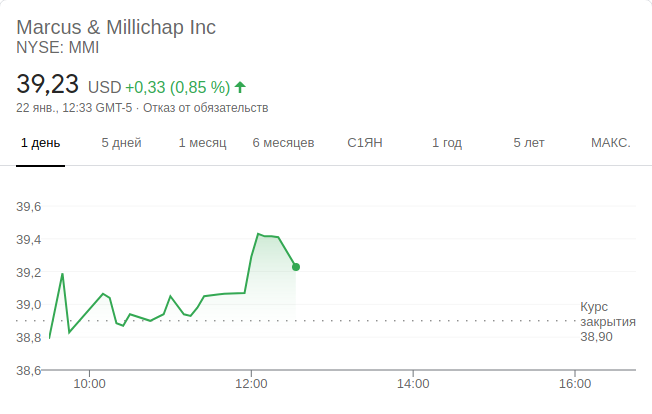 Marcus & Millichap Inc
NYSE: MMI
39,23 USD +0,33 (0,85 %)
22 янв., 12:33 GMT-5 · Отказ от обязательств
1 день 5 дней 1 месяц 6 месяцев С1ЯН 1 год 5 лет МАКС.
39,6
39,4
39,2
39,0
38,8
38,6
Курс
закрытия
38,90
10:00 12:00 14:00 16:00